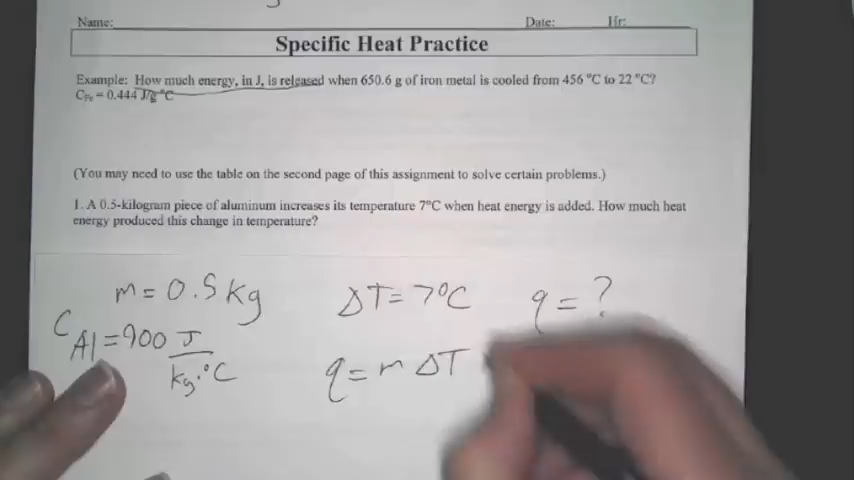 Name: Date: Hr:
Specific Heat Practice
Example: How much energy, in J, is released when 650.6 g of iron metal is cooled from 456 °C to 22 °C?
C_Fe = 0.444 J/g °C
(You may need to use the table on the second page of this assignment to solve certain problems.)
1. A 0.5-kilogram piece of aluminum increases its temperature 7°C when heat energy is added. How much heat
energy produced this change in temperature?
m = 0.5 kg ΔT = 7°C q = ?
C_Al = 900 J/kg·°C q = m ΔT